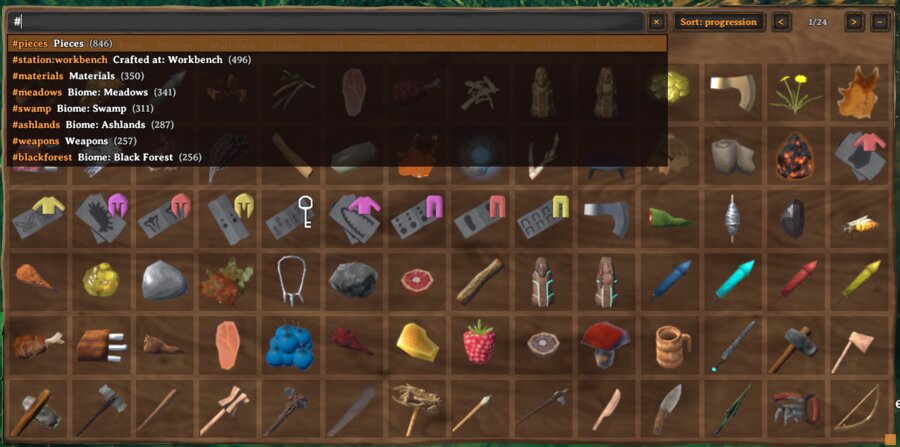 #
× Sort: progression < 1/24 > –
#pieces Pieces (846)
#station:workbench Crafted at: Workbench (496)
#materials Materials (350)
#meadows Biome: Meadows (341)
#swamp Biome: Swamp (311)
#ashlands Biome: Ashlands (287)
#weapons Weapons (257)
#blackforest Biome: Black Forest (256)